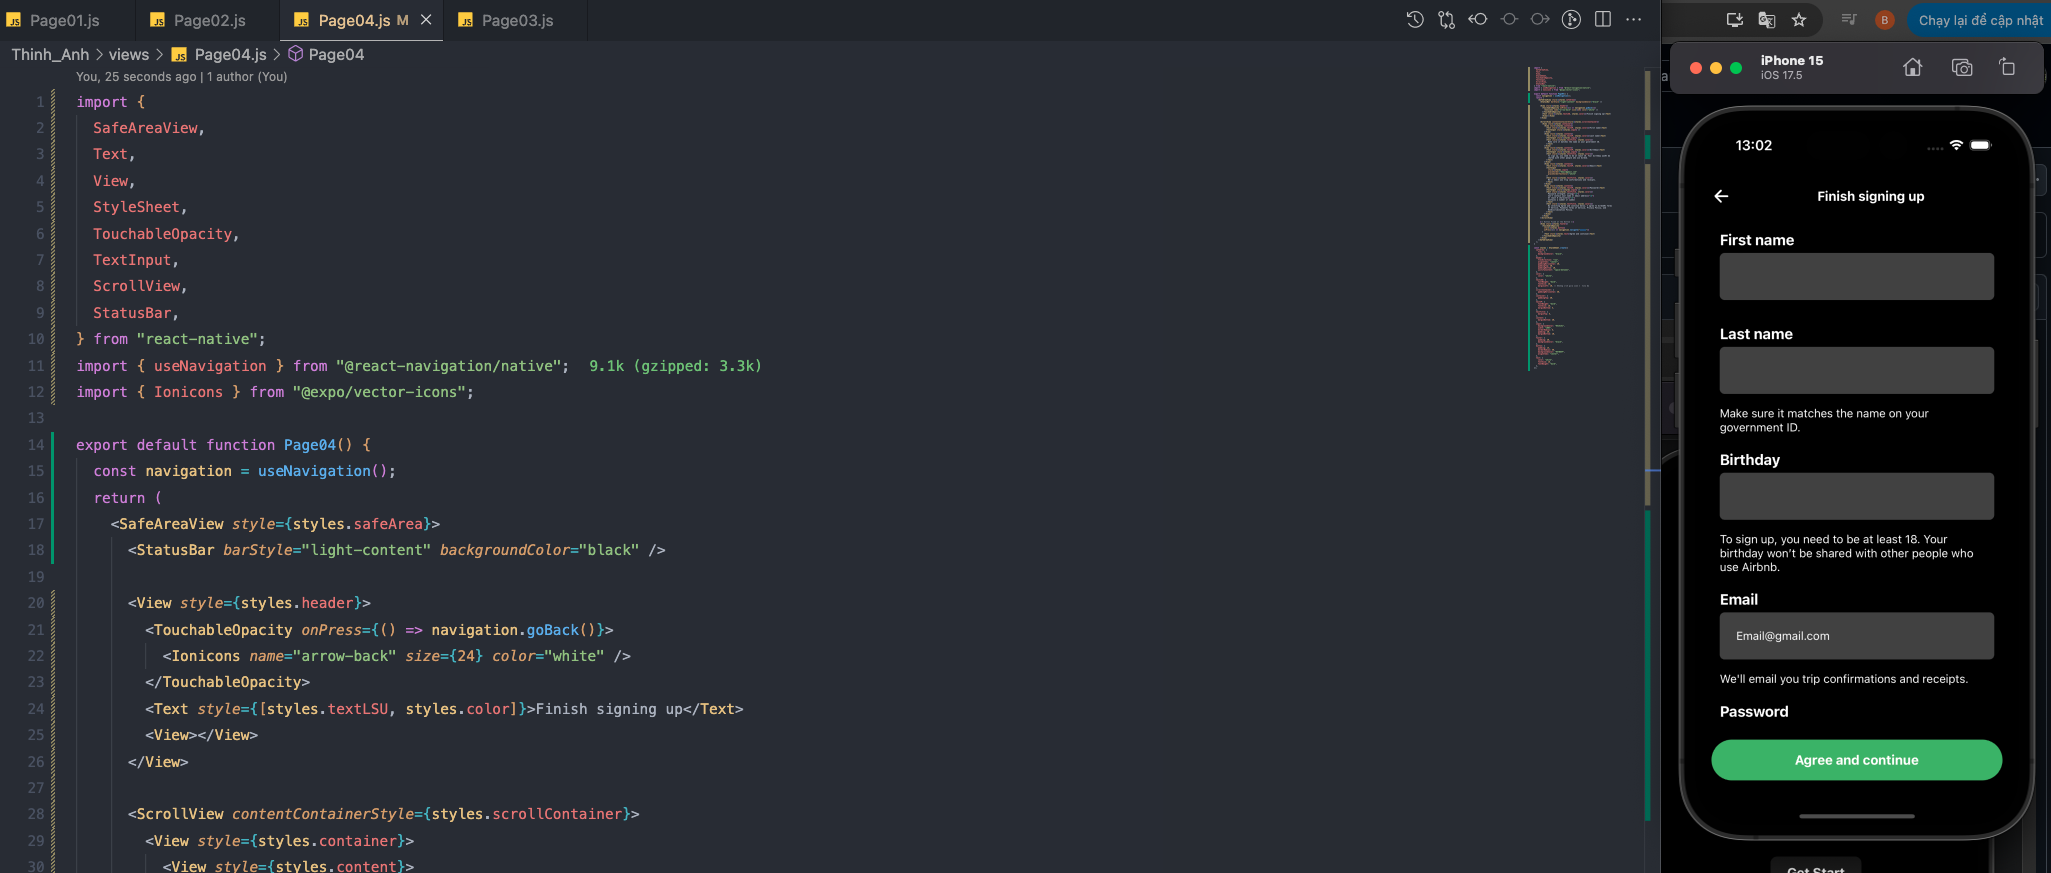 JS Page01.js
JS Page02.js
JS Page04.js M
JS Page03.js
Thinh_Anh > views > JS Page04.js > Page04
You, 25 seconds ago | 1 author (You)
1 import {
2 SafeAreaView,
3 Text,
4 View,
5 StyleSheet,
6 TouchableOpacity,
7 TextInput,
8 ScrollView,
9 StatusBar,
10 } from "react-native";
11 import { useNavigation } from "@react-navigation/native"; 9.1k (gzipped: 3.3k)
12 import { Ionicons } from "@expo/vector-icons";
13
14 export default function Page04() {
15 const navigation = useNavigation();
16 return (
17 <SafeAreaView style={styles.safeArea}>
18 <StatusBar barStyle="light-content" backgroundColor="black" />
19
20 <View style={styles.header}>
21 <TouchableOpacity onPress={() => navigation.goBack()}>
22 <Ionicons name="arrow-back" size={24} color="white" />
23 </TouchableOpacity>
24 <Text style={[styles.textLSU, styles.color]}>Finish signing up</Text>
25 <View></View>
26 </View>
27
28 <ScrollView contentContainerStyle={styles.scrollContainer}>
29 <View style={styles.container}>
30 <View style={styles.content}>
B
Chạy lại để cập nhật
iPhone 15
iOS 17.5
13:02
Finish signing up
First name
Last name
Make sure it matches the name on your
government ID.
Birthday
To sign up, you need to be at least 18. Your
birthday won't be shared with other people who
use Airbnb.
Email
Email@gmail.com
We'll email you trip confirmations and receipts.
Password
Agree and continue
Get Start